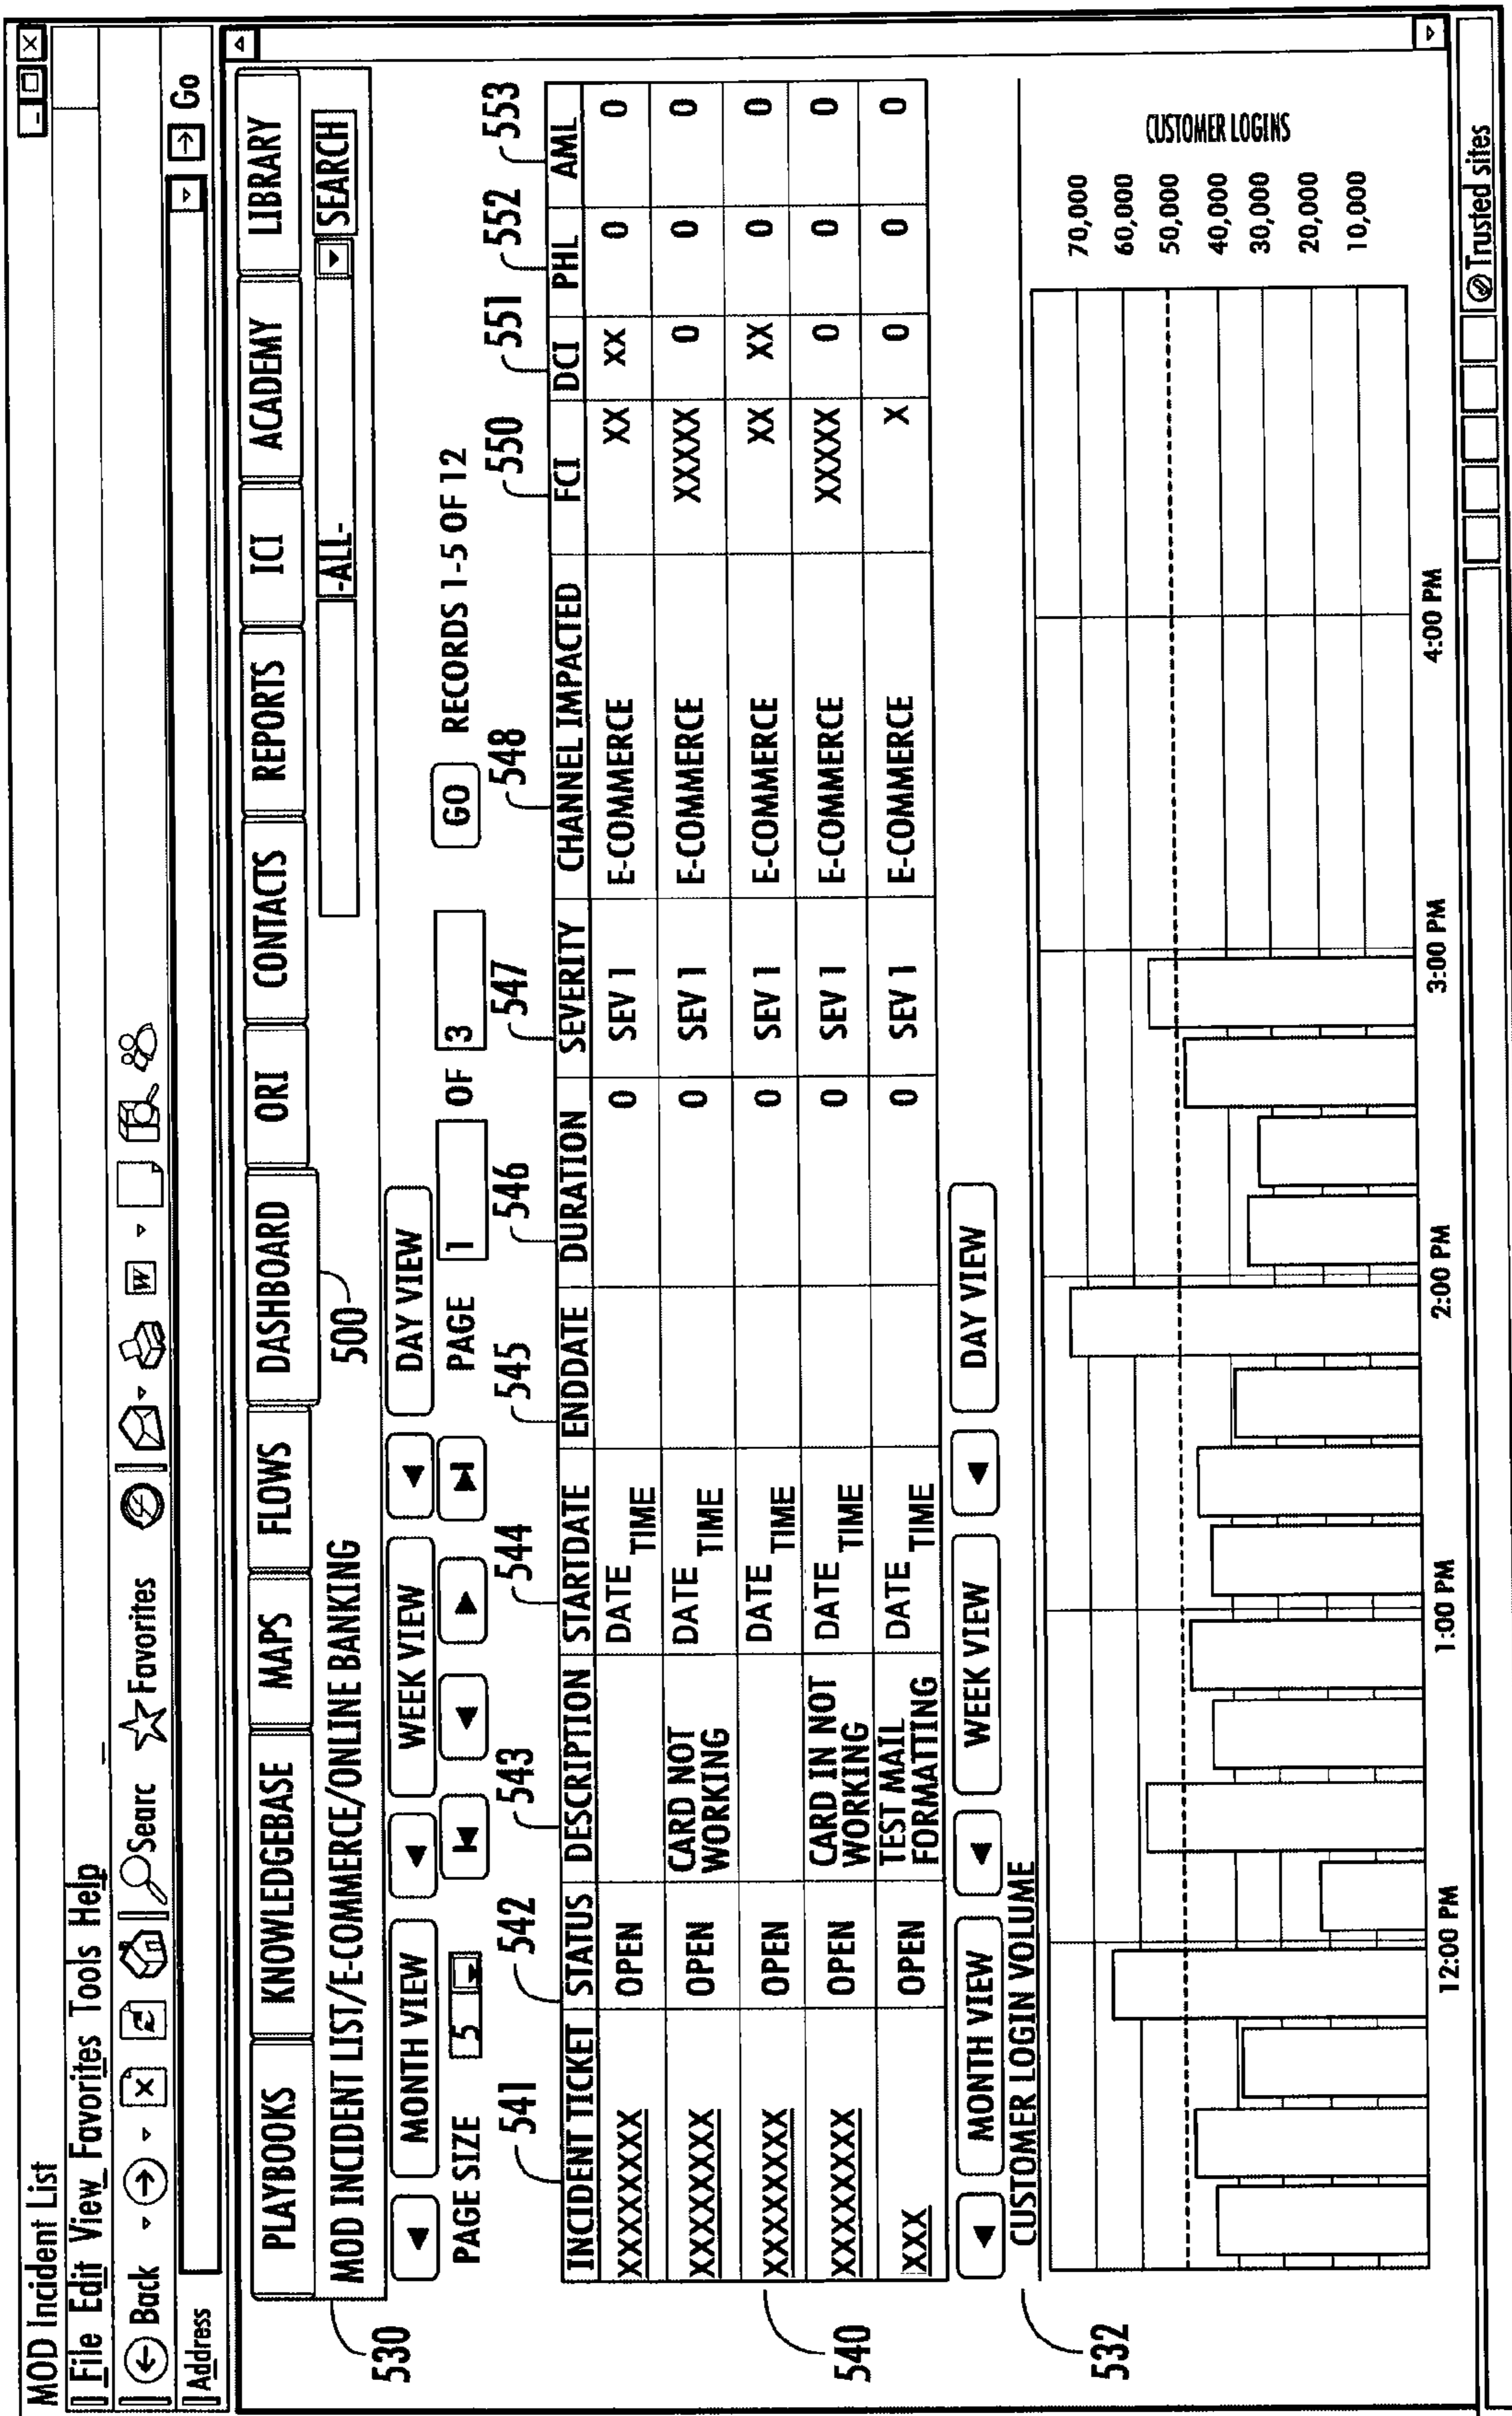 MOD Incident List
File Edit View Favorites Tools Help
Back Searc Favorites
Address Go
PLAYBOOKS KNOWLEDGEBASE MAPS FLOWS DASHBOARD ORI CONTACTS REPORTS ICI ACADEMY LIBRARY
MOD INCIDENT LIST/E-COMMERCE/ONLINE BANKING -ALL- SEARCH
530 500
MONTH VIEW WEEK VIEW DAY VIEW
PAGE SIZE 5 PAGE 1 OF 3 GO RECORDS 1-5 OF 12
541 542 543 544 545 546 547 548 550 551 552 553
INCIDENT TICKET STATUS DESCRIPTION STARTDATE ENDDATE DURATION SEVERITY CHANNEL IMPACTED FCI DCI PHL AML
XXXXXXXX OPEN DATE TIME 0 SEV 1 E-COMMERCE XX XX 0 0
XXXXXXXX OPEN CARD NOT WORKING DATE TIME 0 SEV 1 E-COMMERCE XXXXX 0 0 0
XXXXXXXX OPEN DATE TIME 0 SEV 1 E-COMMERCE XX XX 0 0
XXXXXXXX OPEN CARD IN NOT WORKING DATE TIME 0 SEV 1 E-COMMERCE XXXXX 0 0 0
XXX OPEN TEST MAIL FORMATTING DATE TIME 0 SEV 1 E-COMMERCE X 0 0 0
540
MONTH VIEW WEEK VIEW DAY VIEW
CUSTOMER LOGIN VOLUME
532
70,000
60,000
50,000
40,000
30,000
20,000
10,000
CUSTOMER LOGINS
12:00 PM 1:00 PM 2:00 PM 3:00 PM 4:00 PM
Trusted sites